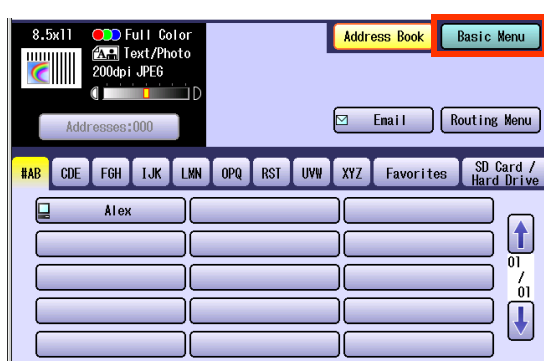 8.5x11 Full Color
A Text/Photo
200dpi JPEG
D
Addresses:000
Address Book
Basic Menu
Email
Routing Menu
#AB CDE FGH IJK LMN OPQ RST UVW XYZ Favorites SD Card /
Hard Drive
Alex
01
/
01